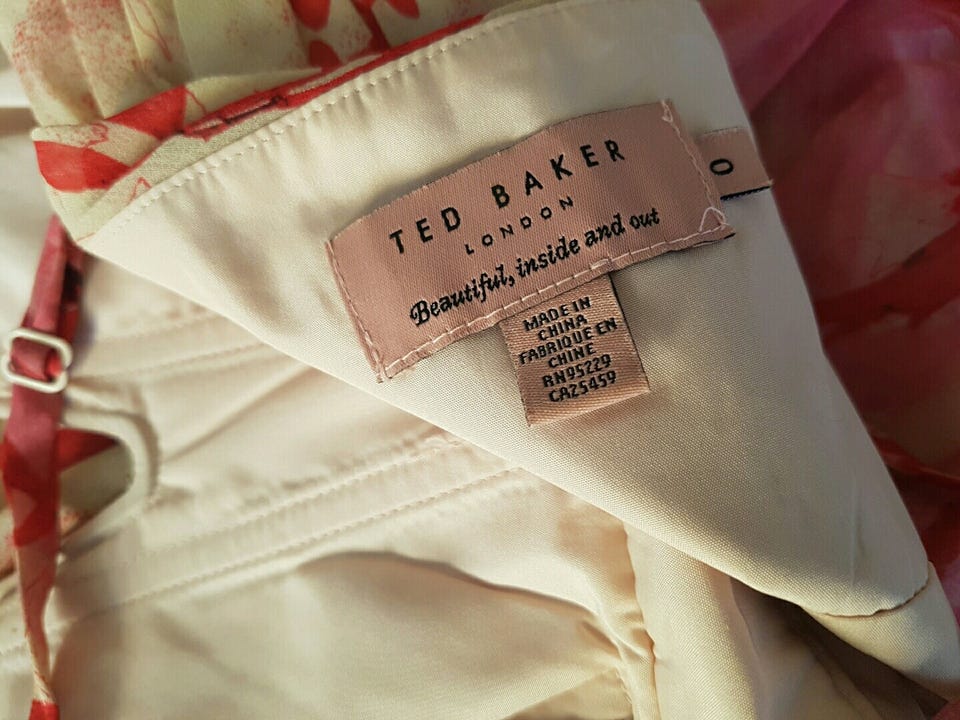 TED BAKER
LONDON
Beautiful, inside and out
0
MADE IN
CHINA
FABRIQUE EN
CHINE
RN95229
CA25459